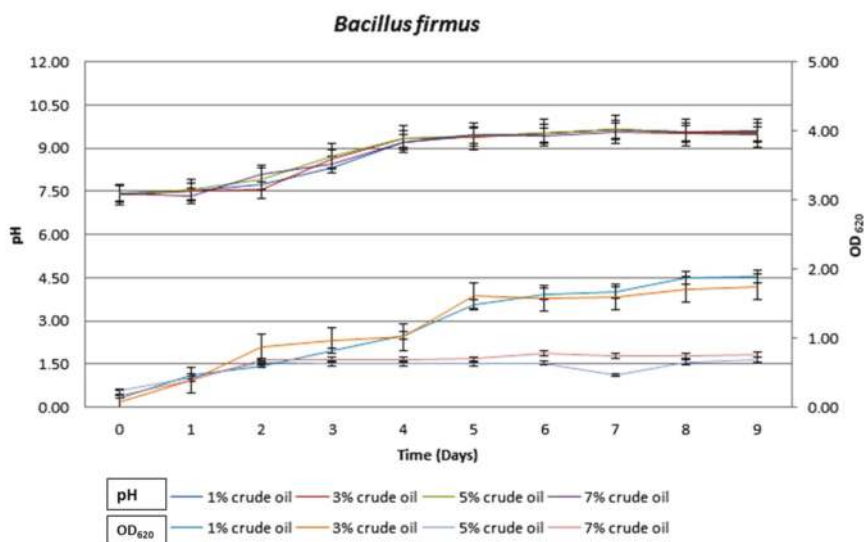 Bacillus firmus
12.00
10.50
9.00
7.50
6.00
4.50
3.00
1.50
0.00
pH
5.00
4.00
3.00
2.00
1.00
0.00
OD620
0 1 2 3 4 5 6 7 8 9
Time (Days)
pH 1% crude oil 3% crude oil 5% crude oil 7% crude oil
OD620 1% crude oil 3% crude oil 5% crude oil 7% crude oil